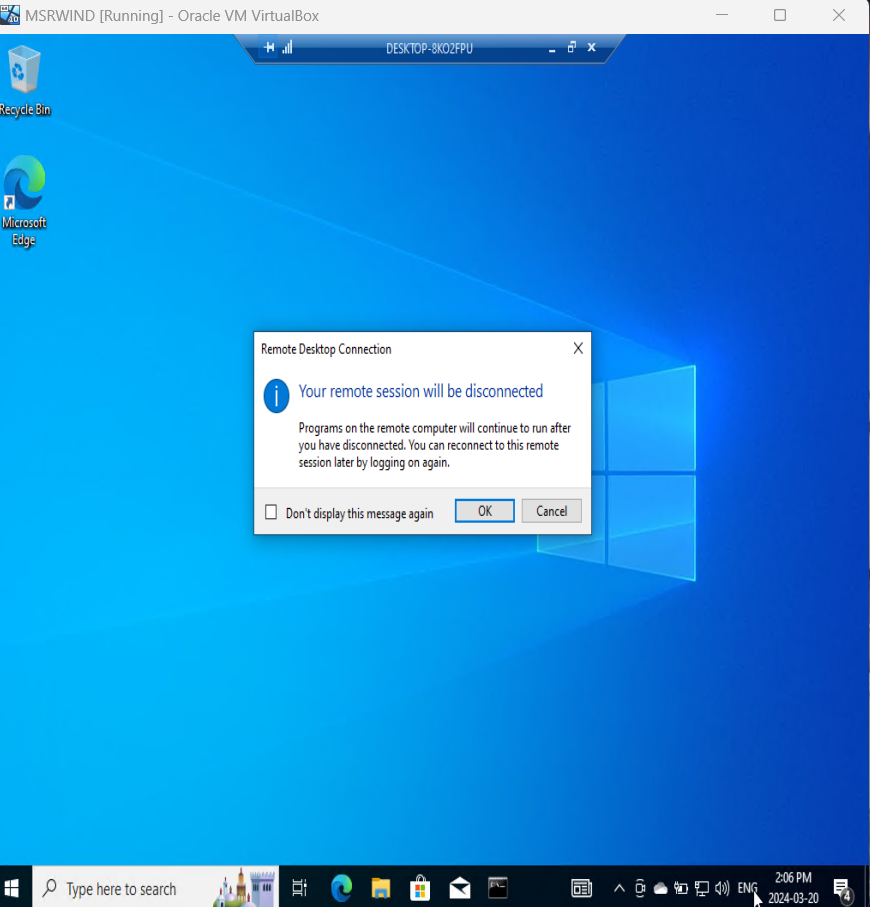 MSRWIND [Running] - Oracle VM VirtualBox
DESKTOP-8KO2FPU
Recycle Bin
Microsoft
Edge
Remote Desktop Connection
Your remote session will be disconnected
Programs on the remote computer will continue to run after
you have disconnected. You can reconnect to this remote
session later by logging on again.
Don't display this message again
OK
Cancel
Type here to search
ENG
2:06 PM
2024-03-20
4